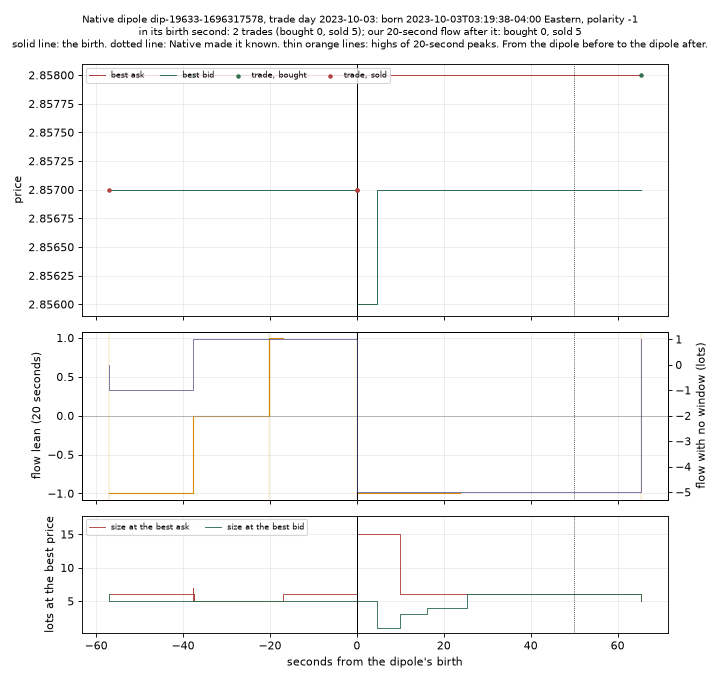 Native dipole dip-19633-1696317578, trade day 2023-10-03: born 2023-10-03T03:19:38-04:00 Eastern, polarity -1
in its birth second: 2 trades (bought 0, sold 5); our 20-second flow after it: bought 0, sold 5
solid line: the birth. dotted line: Native made it known. thin orange lines: highs of 20-second peaks. From the dipole before to the dipole after.
best ask best bid trade, bought trade, sold
2.85800
2.85775
2.85750
2.85725
2.85700
2.85675
2.85650
2.85625
2.85600
price
1.0
0.5
0.0
−0.5
−1.0
flow lean (20 seconds)
1
0
−1
−2
−3
−4
−5
flow with no window (lots)
size at the best ask size at the best bid
15
10
5
lots at the best price
−60 −40 −20 0 20 40 60
seconds from the dipole's birth